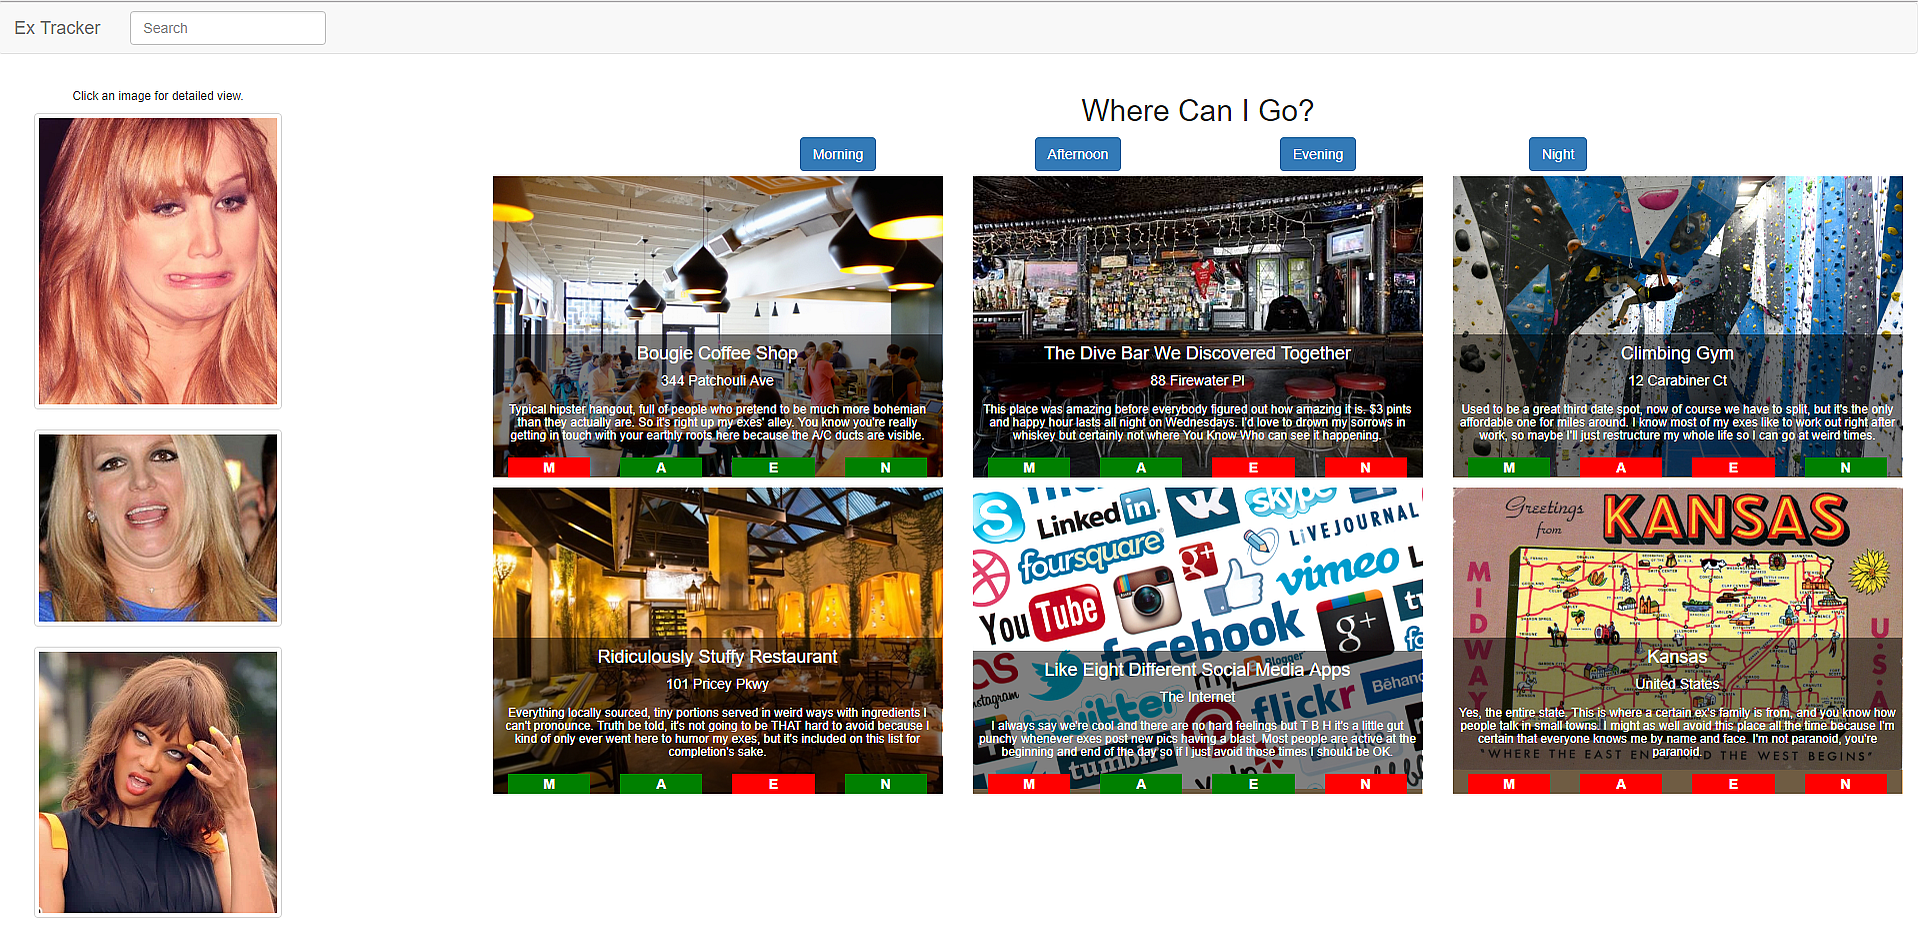 Ex Tracker
Search
Click an image for detailed view.
Where Can I Go?
Morning
Afternoon
Evening
Night
Bougie Coffee Shop
344 Patchouli Ave
Typical hipster hangout, full of people who pretend to be much more bohemian
than they actually are. So it's right up my exes' alley. You know you're really
getting in touch with your earthly roots here because the A/C ducts are visible.
M A E N
The Dive Bar We Discovered Together
88 Firewater Pl
This place was amazing before everybody figured out how amazing it is. $3 pints
and happy hour lasts all night on Wednesdays. I'd love to drown my sorrows in
whiskey but certainly not where You Know Who can see it happening.
M A E N
Climbing Gym
12 Carabiner Ct
Used to be a great third date spot, now of course we have to split, but it's the only
affordable one for miles around. I know most of my exes like to work out right after
work, so maybe I'll just restructure my whole life so I can go at weird times.
M A E N
Ridiculously Stuffy Restaurant
101 Pricey Pkwy
Everything locally sourced, tiny portions served in weird ways with ingredients I
can't pronounce. Truth be told, it's not going to be THAT hard to avoid because I
kind of only ever went here to humor my exes, but it's included on this list for
completion's sake.
M A E N
Linked in
skype
foursquare
g+
LIVEJOURNAL
vimeo
YouTube
facebook
g+
Blogger
Instagram
twitter
flickr
Behanc
tumblr
yelp
Like Eight Different Social Media Apps
The Internet
I always say we're cool and there are no hard feelings but T B H it's a little gut
punchy whenever exes post new pics having a blast. Most people are active at the
beginning and end of the day so if I just avoid those times I should be OK.
M A E N
Greetings
from
KANSAS
MIDWAY
U.S.A
Kansas
United States
Yes, the entire state. This is where a certain ex's family is from, and you know how
people talk in small towns. I might as well avoid this place all the time because I'm
certain that everyone knows me by name and face. I'm not paranoid, you're
paranoid.
"WHERE THE EAST ENDS AND THE WEST BEGINS"
M A E N